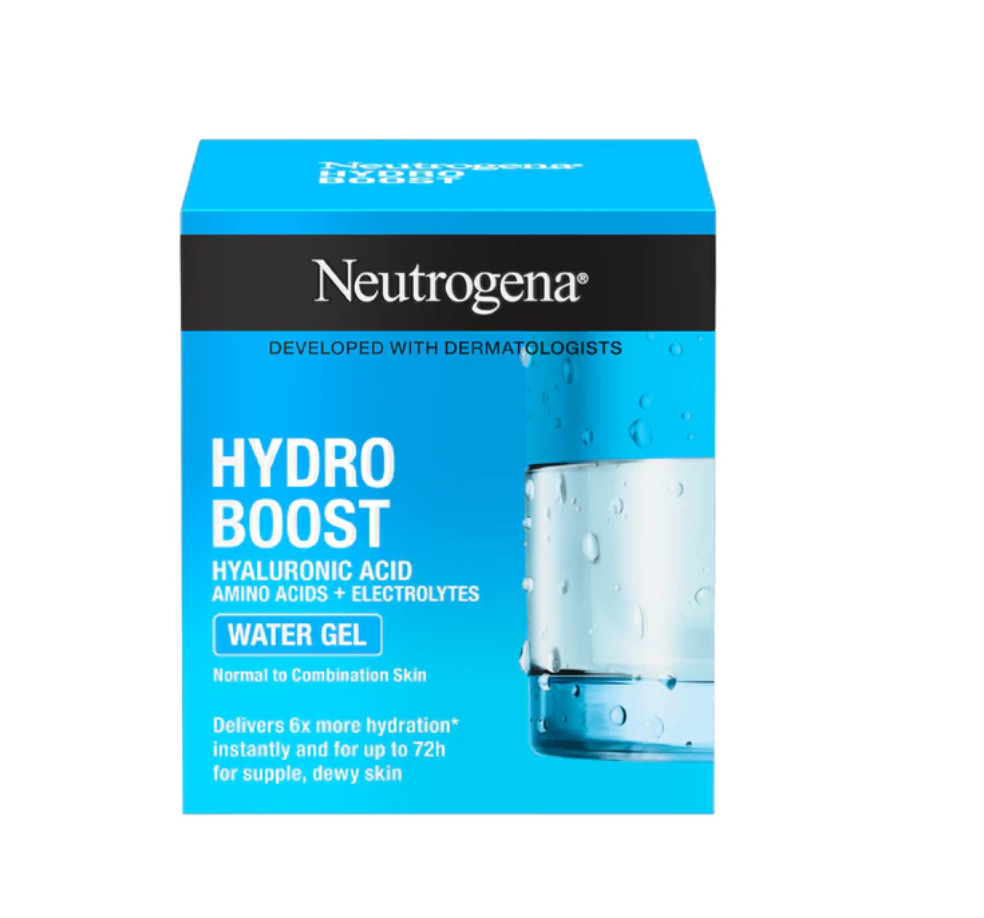 Neutrogena®
HYDRO
BOOST
Neutrogena®
DEVELOPED WITH DERMATOLOGISTS
HYDRO
BOOST
HYALURONIC ACID
AMINO ACIDS + ELECTROLYTES
WATER GEL
Normal to Combination Skin
Delivers 6x more hydration*
instantly and for up to 72h
for supple, dewy skin